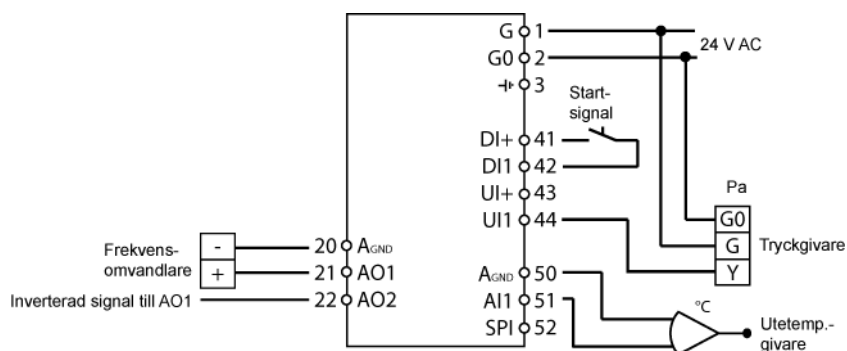 G 1
24 V AC
G0 2
3
Start-
signal
DI+ 41
DI1 42
UI+ 43
UI1 44
Pa
G0
G
Y
Tryckgivare
Frekvens-
omvandlare
-
+
20 AGND
21 AO1
Inverterad signal till AO1
22 AO2
AGND 50
AI1 51
SPI 52
°C
Utetemp.-
givare